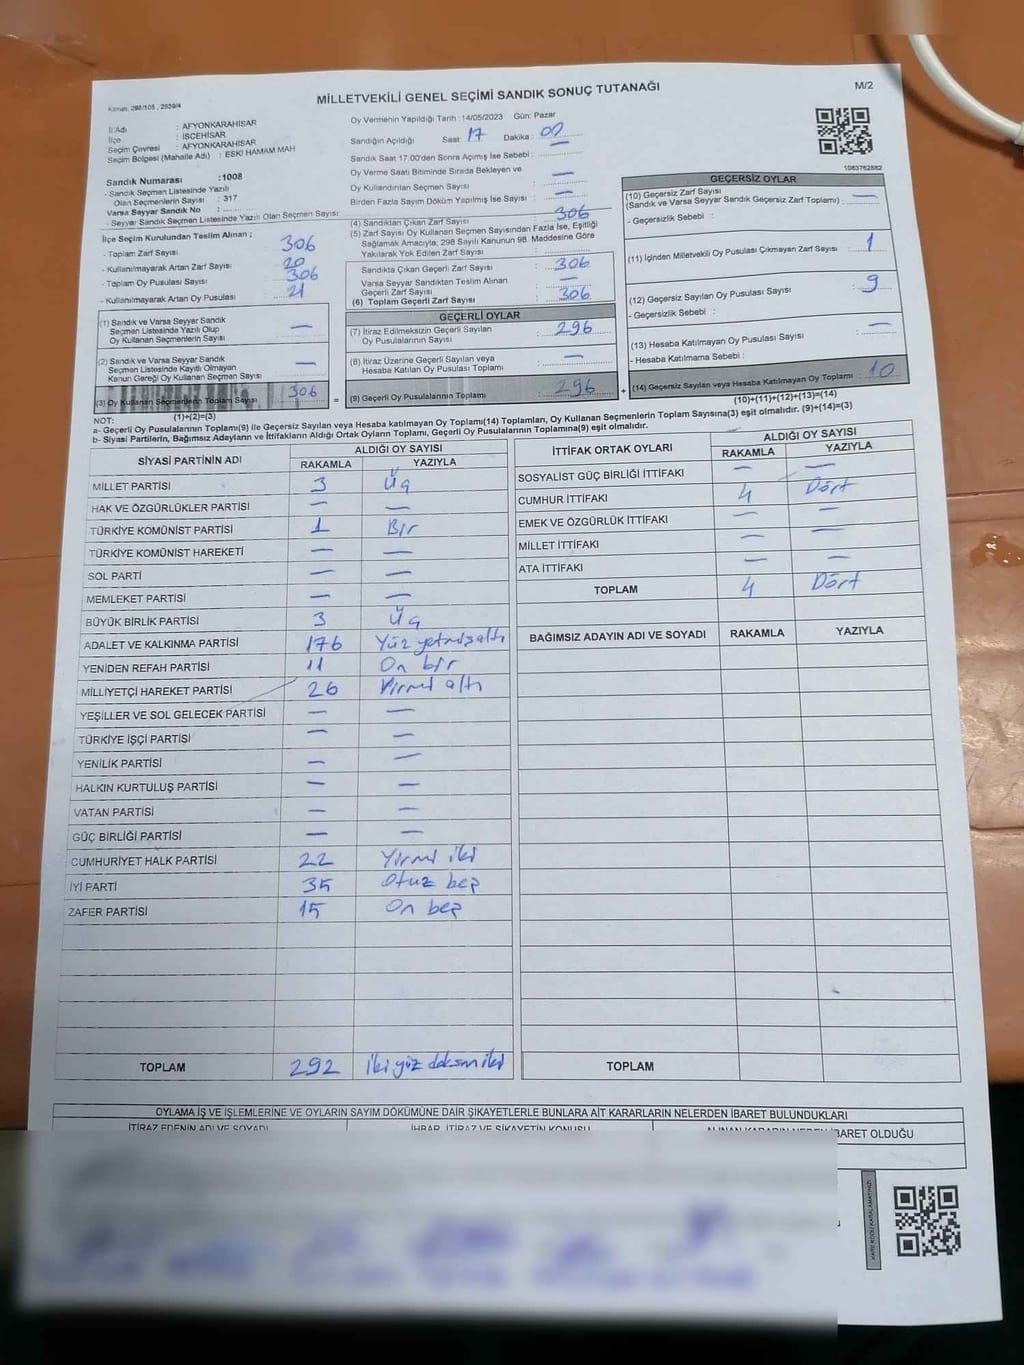 MİLLETVEKİLİ GENEL SEÇİMİ SANDIK SONUÇ TUTANAĞI
M/2
Kanun: 298/105, 2839/4
İl Adı : AFYONKARAHİSAR
İlçe : İSCEHİSAR
Seçim Çevresi : AFYONKARAHİSAR
Seçim Bölgesi (Mahalle Adı) : ESKİ HAMAM MAH
Sandık Numarası :1008
- Sandık Seçmen Listesinde Yazılı
Olan Seçmenlerin Sayısı : 317
Varsa Seyyar Sandık No :
- Seyyar Sandık Seçmen Listesinde Yazılı Olan Seçmen Sayısı:
İlçe Seçim Kurulundan Teslim Alınan ;
- Toplam Zarf Sayısı 306
- Kullanılmayarak Artan Zarf Sayısı 20
- Toplam Oy Pusulası Sayısı 306
- Kullanılmayarak Artan Oy Pusulası 21
(1) Sandık ve Varsa Seyyar Sandık
Seçmen Listesinde Yazılı Olup
Oy Kullanan Seçmenlerin Sayısı : —
(2) Sandık ve Varsa Seyyar Sandık
Seçmen Listesinde Kaydı Olmayan
Kanun Gereği Oy Kullanan Seçmen Sayısı : —
(3) Oy Kullanan Seçmenlerin Toplam Sayısı : 306
(1)+(2)=(3)
Oy Vermenin Yapıldığı Tarih : 14/05/2023 Gün: Pazar
Sandığın Açıldığı Saat : 17 Dakika : 00
Sandık Saat 17:00'den Sonra Açımış İse Sebebi :
Oy Verme Saati Bitiminde Sırada Bekleyen ve
Oy Kullandırılan Seçmen Sayısı : —
Birden Fazla Sayım Döküm Yapılmış İse Sayısı : —
(4) Sandıktan Çıkan Zarf Sayısı : 306
(5) Zarf Sayısı Oy Kullanan Seçmen Sayısından Fazla İse, Eşitliği
Sağlamak Amacıyla, 298 Sayılı Kanunun 98. Maddesine Göre
Yakılarak Yok Edilen Zarf Sayısı :
Sandıkta Çıkan Geçerli Zarf Sayısı : 306
Varsa Seyyar Sandıktan Teslim Alınan
Geçerli Zarf Sayısı : —
(6) Toplam Geçerli Zarf Sayısı : 306
GEÇERLİ OYLAR
(7) İtiraz Edilmeksizin Geçerli Sayılan
Oy Pusulasının Sayısı : 296
(8) İtiraz Üzerine Geçerli Sayılan veya
Hesaba Katılan Oy Pusulası Toplamı : —
= (9) Geçerli Oy Pusulalarının Toplamı : 296
1083762882
GEÇERSİZ OYLAR
(10) Geçersiz Zarf Sayısı
(Sandık ve Varsa Seyyar Sandık Geçersiz Zarf Toplamı) : —
- Geçersizlik Sebebi :
(11) İçinden Milletvekili Oy Pusulası Çıkmayan Zarf Sayısı : 1
(12) Geçersiz Sayılan Oy Pusulası Sayısı : 9
- Geçersizlik Sebebi :
(13) Hesaba Katılmayan Oy Pusulası Sayısı : —
- Hesaba Katılmama Sebebi :
+ (14) Geçersiz Sayılan veya Hesaba Katılmayan Oy Toplamı : 10
(10)+(11)+(12)+(13)=(14)
NOT:
a- Geçerli Oy Pusulalarının Toplamı(9) ile Geçersiz Sayılan veya Hesaba katılmayan Oy Toplamı(14) Toplamları, Oy Kullanan Seçmenlerin Toplam Sayısına(3) eşit olmalıdır. (9)+(14)=(3)
b- Siyasi Partilerin, Bağımsız Adayların ve İttifakların Aldığı Ortak Oyların Toplamı, Geçerli Oy Pusulalarının Toplamına(9) eşit olmalıdır.
SİYASİ PARTİNİN ADI ALDIĞI OY SAYISI
RAKAMLA YAZIYLA
MİLLET PARTİSİ 3 Üç
HAK VE ÖZGÜRLÜKLER PARTİSİ — —
TÜRKİYE KOMÜNİST PARTİSİ 1 Bir
TÜRKİYE KOMÜNİST HAREKETİ — —
SOL PARTİ — —
MEMLEKET PARTİSİ — —
BÜYÜK BİRLİK PARTİSİ 3 Üç
ADALET VE KALKINMA PARTİSİ 176 Yüz yetmişaltı
YENİDEN REFAH PARTİSİ 11 On bir
MİLLİYETÇİ HAREKET PARTİSİ 26 Yirmi altı
YEŞİLLER VE SOL GELECEK PARTİSİ — —
TÜRKİYE İŞÇİ PARTİSİ — —
YENİLİK PARTİSİ — —
HALKIN KURTULUŞ PARTİSİ — —
VATAN PARTİSİ — —
GÜÇ BİRLİĞİ PARTİSİ — —
CUMHURİYET HALK PARTİSİ 22 Yirmi iki
İYİ PARTİ 35 Otuz beş
ZAFER PARTİSİ 15 On beş
TOPLAM 292 iki yüz doksan iki
İTTİFAK ORTAK OYLARI ALDIĞI OY SAYISI
RAKAMLA YAZIYLA
SOSYALİST GÜÇ BİRLİĞİ İTTİFAKI — —
CUMHUR İTTİFAKI 4 Dört
EMEK VE ÖZGÜRLÜK İTTİFAKI — —
MİLLET İTTİFAKI — —
ATA İTTİFAKI — —
TOPLAM 4 Dört
BAĞIMSIZ ADAYIN ADI VE SOYADI RAKAMLA YAZIYLA
TOPLAM
OYLAMA İŞ VE İŞLEMLERİNE VE OYLARIN SAYIM DÖKÜMÜNE DAİR ŞİKAYETLERLE BUNLARA AİT KARARLARIN NELERDEN İBARET BULUNDUKLARI
İTİRAZ EDENİN ADI VE SOYADI İHBAR, İTİRAZ VE ŞİKAYETİN KONUSU ALINAN KARARIN NEDEN İBARET OLDUĞU
KARE KODU KARALAMAYINIZ!